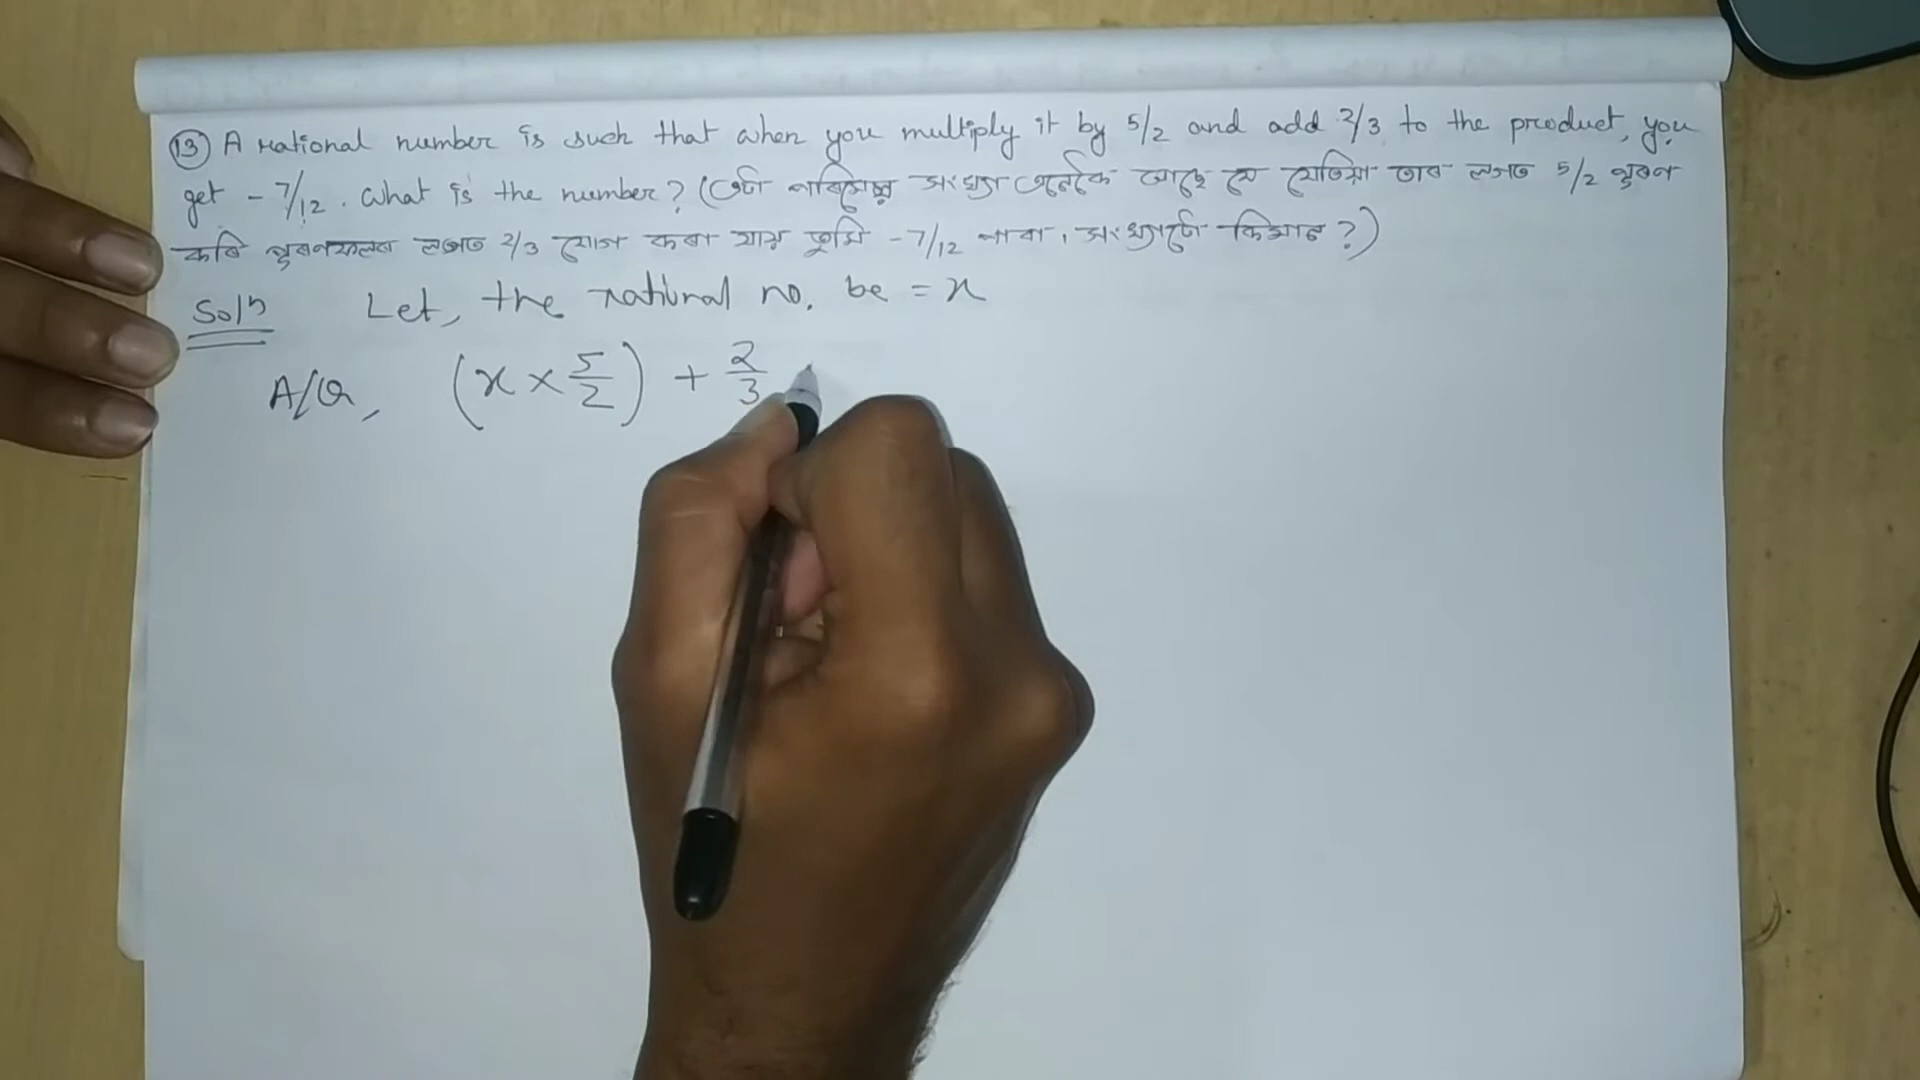 (13) A rational number is such that when you multiply it by 5/2 and add 2/3 to the product, you
get -7/12. What is the number? (এটা পৰিমেয় সংখ্যা এনেকৈ আছে যে যেতিয়া তাৰ লগত 5/2 পূৰণ
কৰি পূৰণফলৰ লগত 2/3 যোগ কৰা যায় তুমি -7/12 পাবা। সংখ্যাটো কিমান?)
Solⁿ Let, the rational no. be = x
A/Q, (x × 5/2) + 2/3